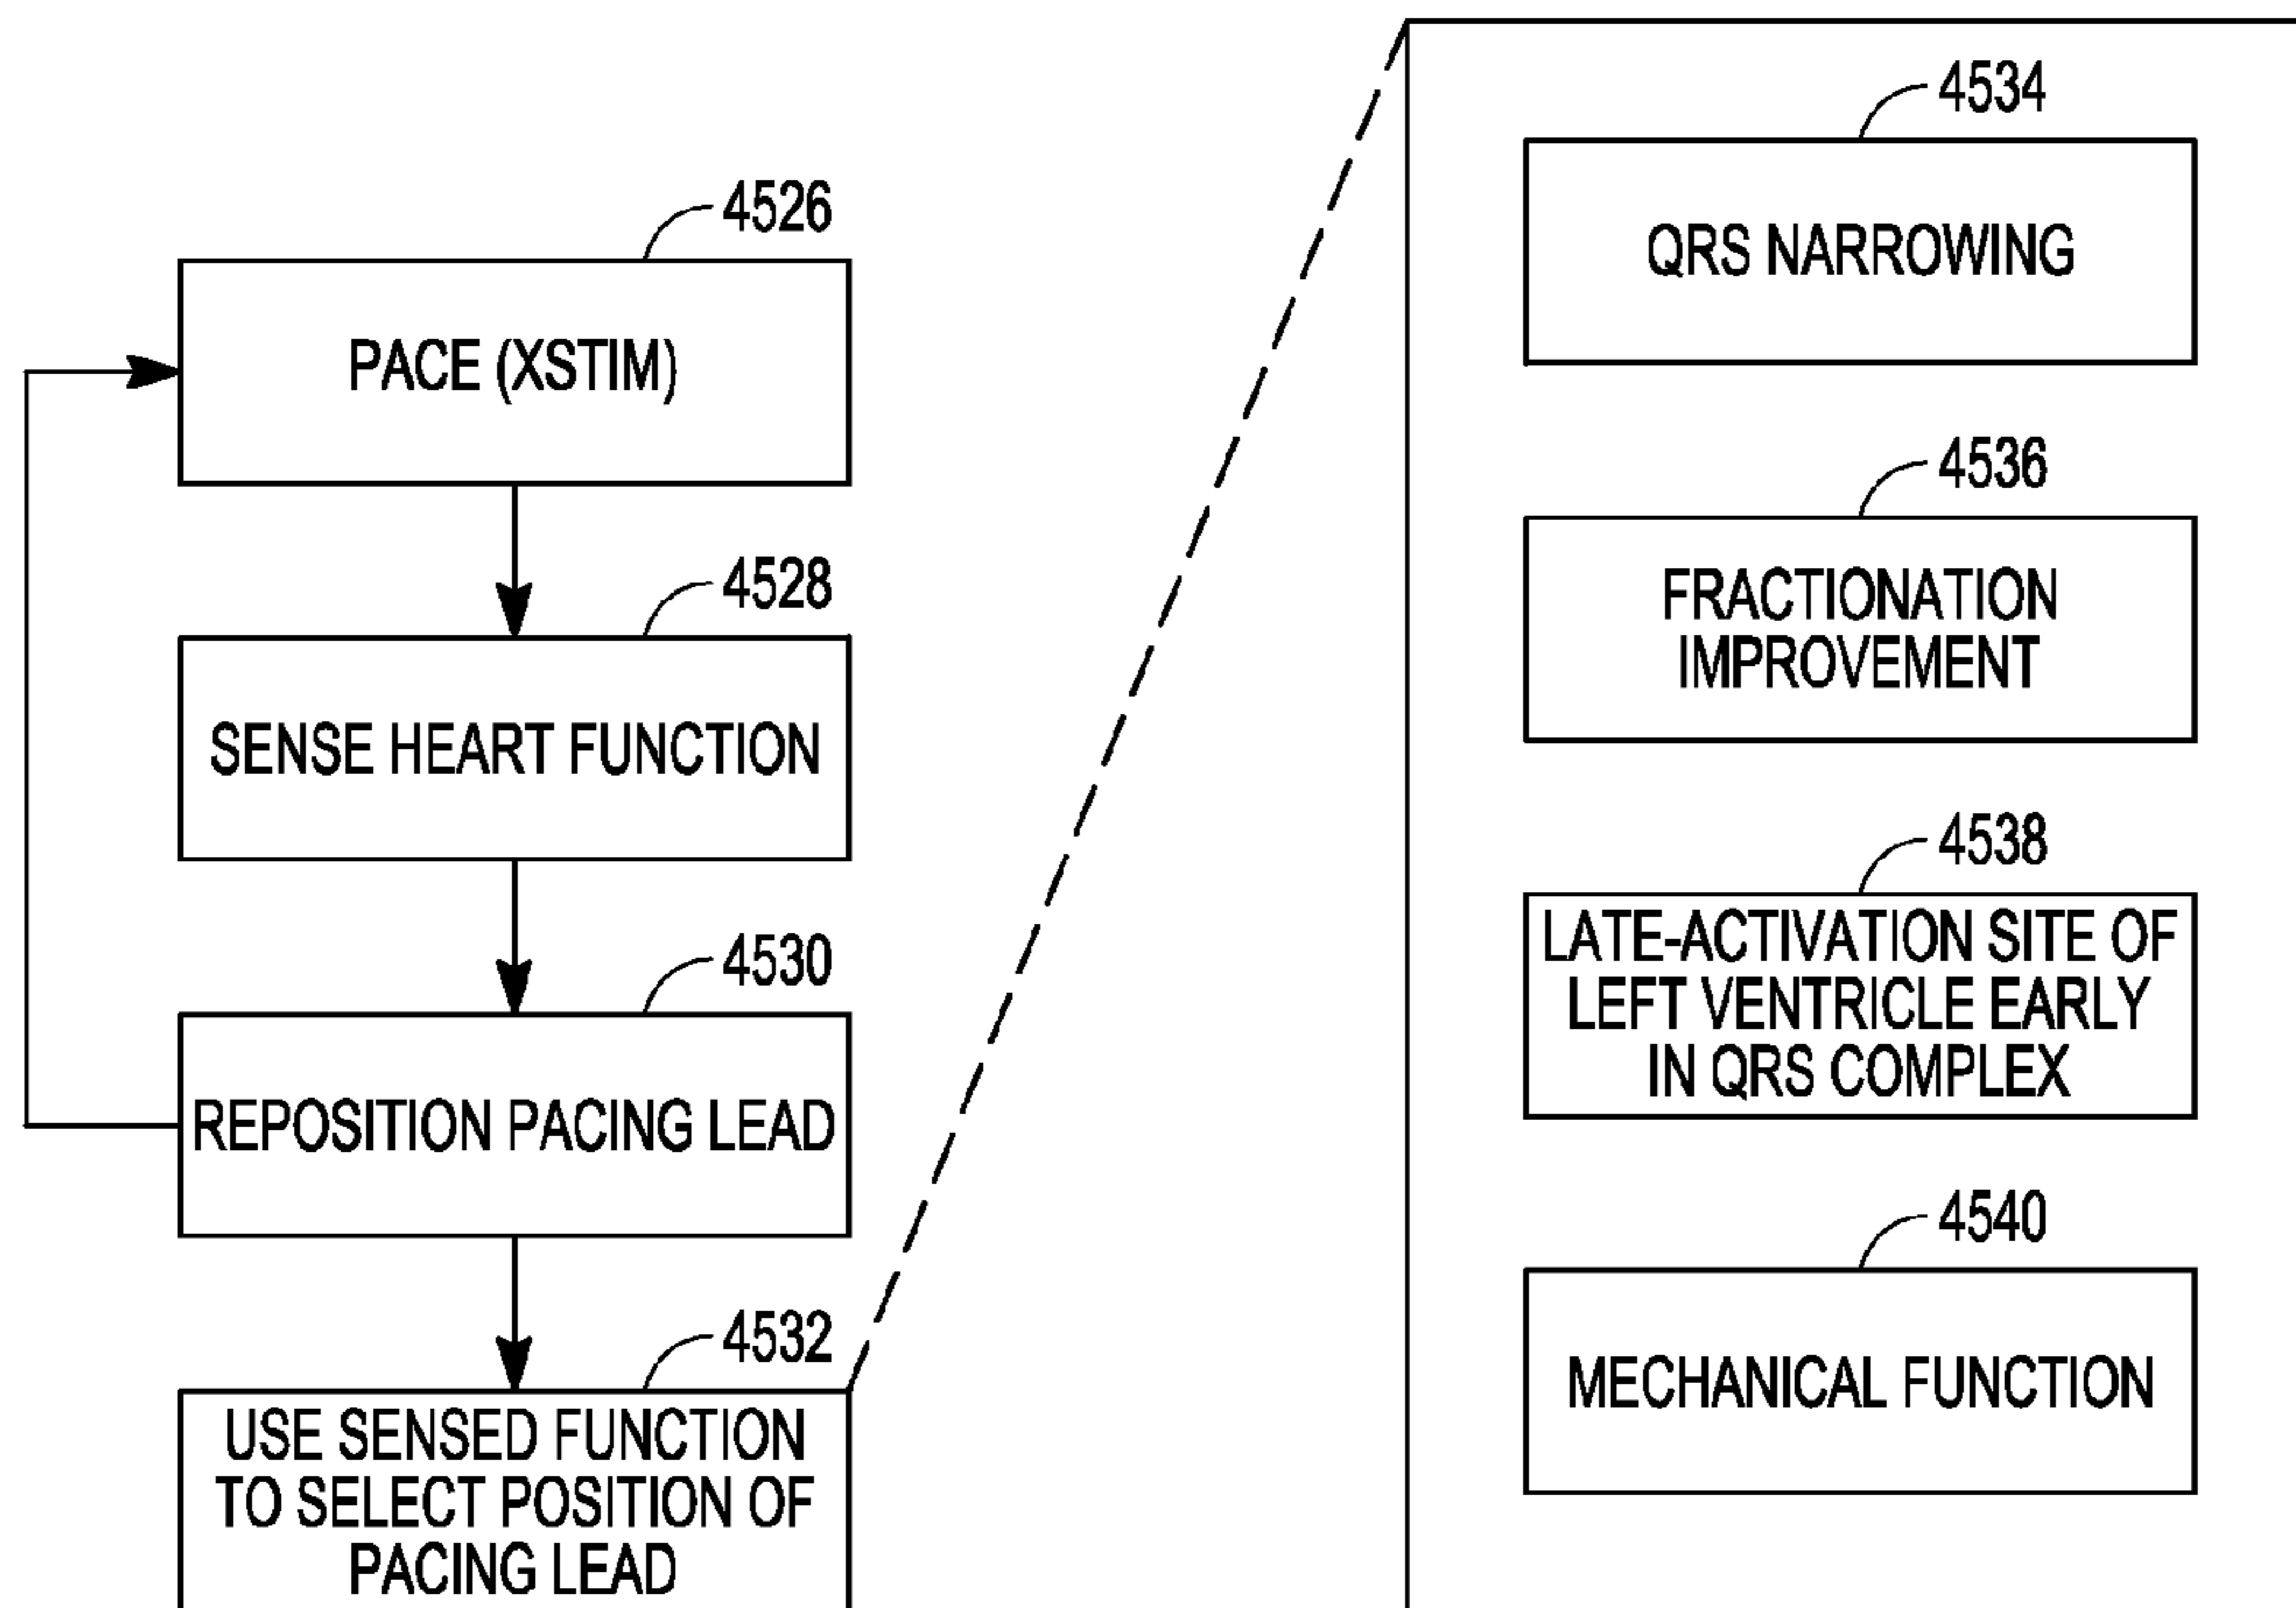 4526
PACE (XSTIM)
4528
SENSE HEART FUNCTION
4530
REPOSITION PACING LEAD
4532
USE SENSED FUNCTION
TO SELECT POSITION OF
PACING LEAD
4534
QRS NARROWING
4536
FRACTIONATION
IMPROVEMENT
4538
LATE-ACTIVATION SITE OF
LEFT VENTRICLE EARLY
IN QRS COMPLEX
4540
MECHANICAL FUNCTION